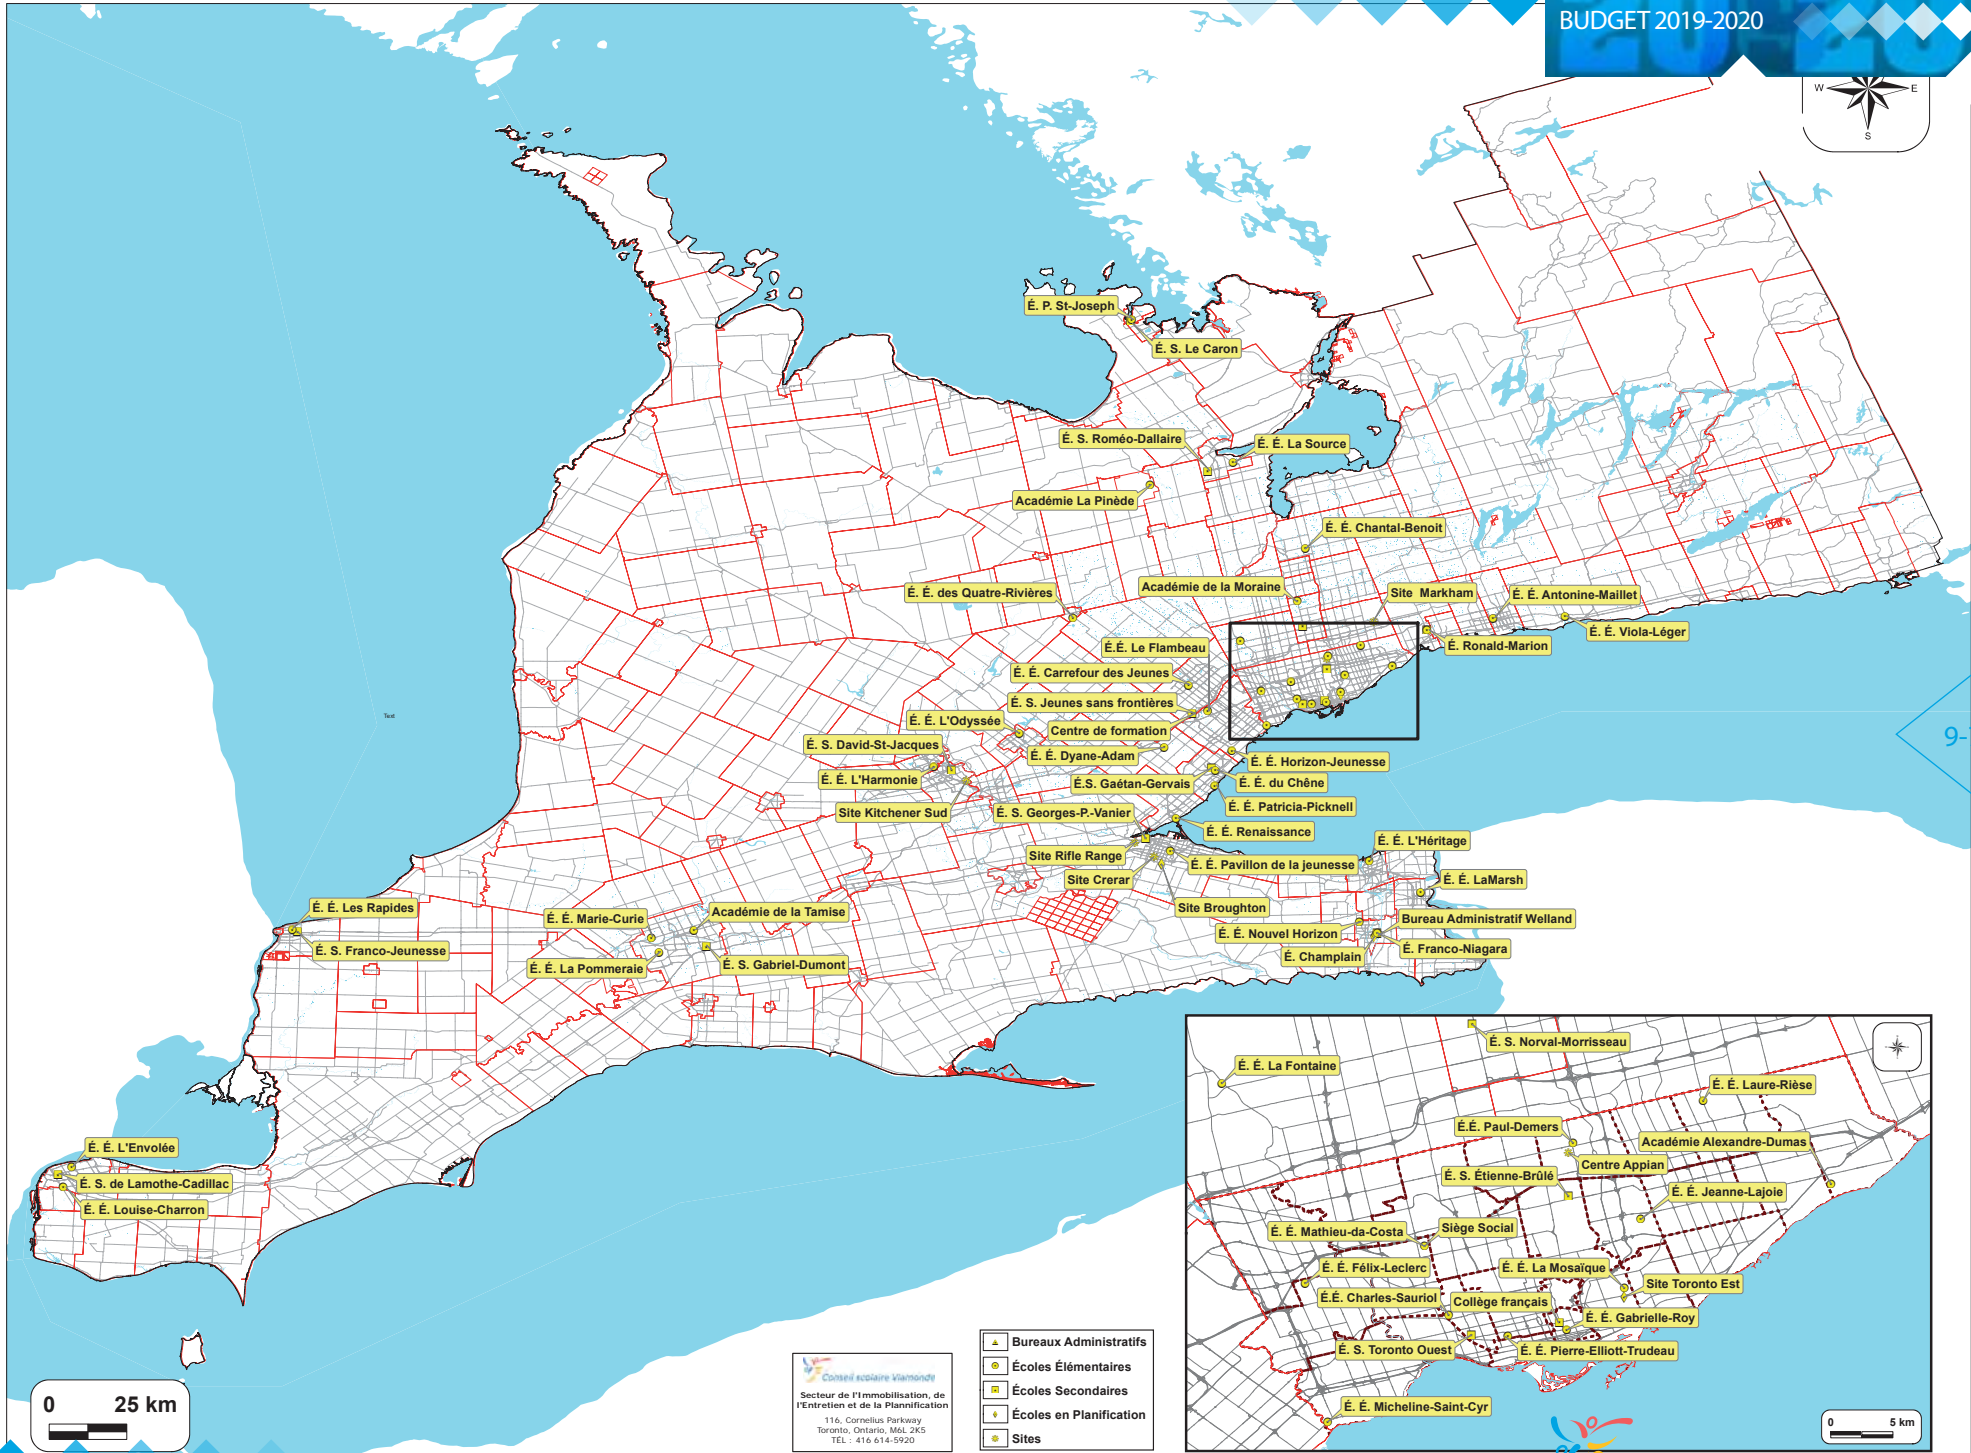 BUDGET 2019-2020
W
E
S
É. P. St-Joseph
É. S. Le Caron
É. S. Roméo-Dallaire
É. É. La Source
Académie La Pinède
É. É. Chantal-Benoit
Académie de la Moraine
É. É. des Quatre-Rivières
Site Markham
É. É. Antonine-Maillet
É. É. Viola-Léger
É. Ronald-Marion
É.É. Le Flambeau
É. É. Carrefour des Jeunes
É. S. Jeunes sans frontières
Text
É. É. L'Odyssée
Centre de formation
9-
É. S. David-St-Jacques
É. É. Dyane-Adam
É. É. Horizon-Jeunesse
É. É. L'Harmonie
É.S. Gaétan-Gervais
É. É. du Chêne
Site Kitchener Sud
É. S. Georges-P.-Vanier
É. É. Patricia-Picknell
É. É. Renaissance
É. É. L'Héritage
Site Rifle Range
É. É. Pavillon de la jeunesse
Site Crerar
É. É. LaMarsh
É. É. Les Rapides
É. É. Marie-Curie
Académie de la Tamise
Site Broughton
Bureau Administratif Welland
É. É. Nouvel Horizon
É. S. Franco-Jeunesse
É. Franco-Niagara
É. Champlain
É. É. La Pommeraie
É. S. Gabriel-Dumont
É. S. Norval-Morrisseau
É. É. La Fontaine
É. É. Laure-Rièse
É.É. Paul-Demers
Académie Alexandre-Dumas
É. É. L'Envolée
Centre Appian
É. S. Étienne-Brûlé
É. S. de Lamothe-Cadillac
É. É. Jeanne-Lajoie
É. É. Louise-Charron
Siège Social
É. É. Mathieu-da-Costa
É. É. Félix-Leclerc
É. É. La Mosaïque
Site Toronto Est
É.É. Charles-Sauriol
Collège français
É. É. Gabrielle-Roy
É. S. Toronto Ouest
É. É. Pierre-Elliott-Trudeau
É. É. Micheline-Saint-Cyr
0 5 km
0 25 km
Conseil scolaire Viamonde
Secteur de l'Immobilisation, de
l'Entretien et de la Plannification
116, Cornelius Parkway
Toronto, Ontario, M6L 2K5
TÉL : 416 614-5920
Bureaux Administratifs
Écoles Élémentaires
Écoles Secondaires
Écoles en Planification
Sites